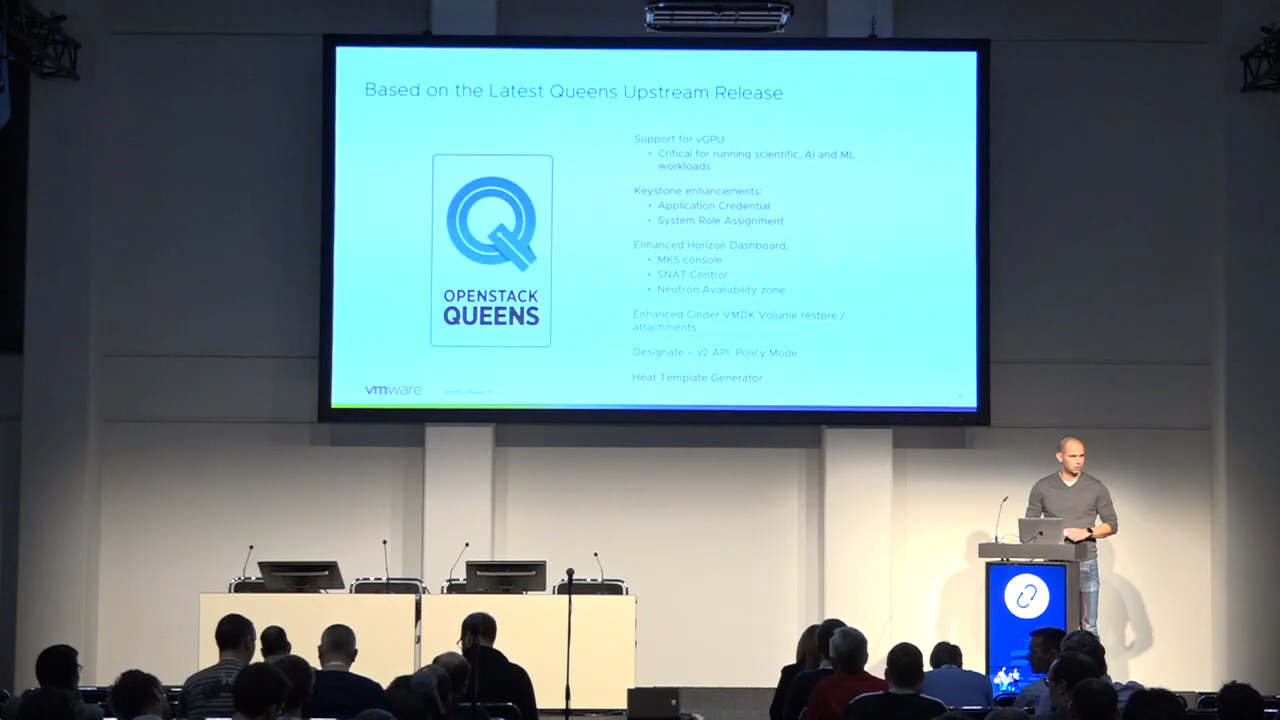 Based on the Latest Queens Upstream Release
OPENSTACK
QUEENS
Support for vGPU
• Critical for running scientific, AI and ML
workloads
Keystone enhancements:
• Application Credential
• System Role Assignment
Enhanced Horizon Dashboard:
• MKS console
• SNAT Control
• Neutron Availability zone
Enhanced Cinder VMDK Volume restore /
attachments
Designate – v2 API, Policy Mode
Heat Template Generator
vmware